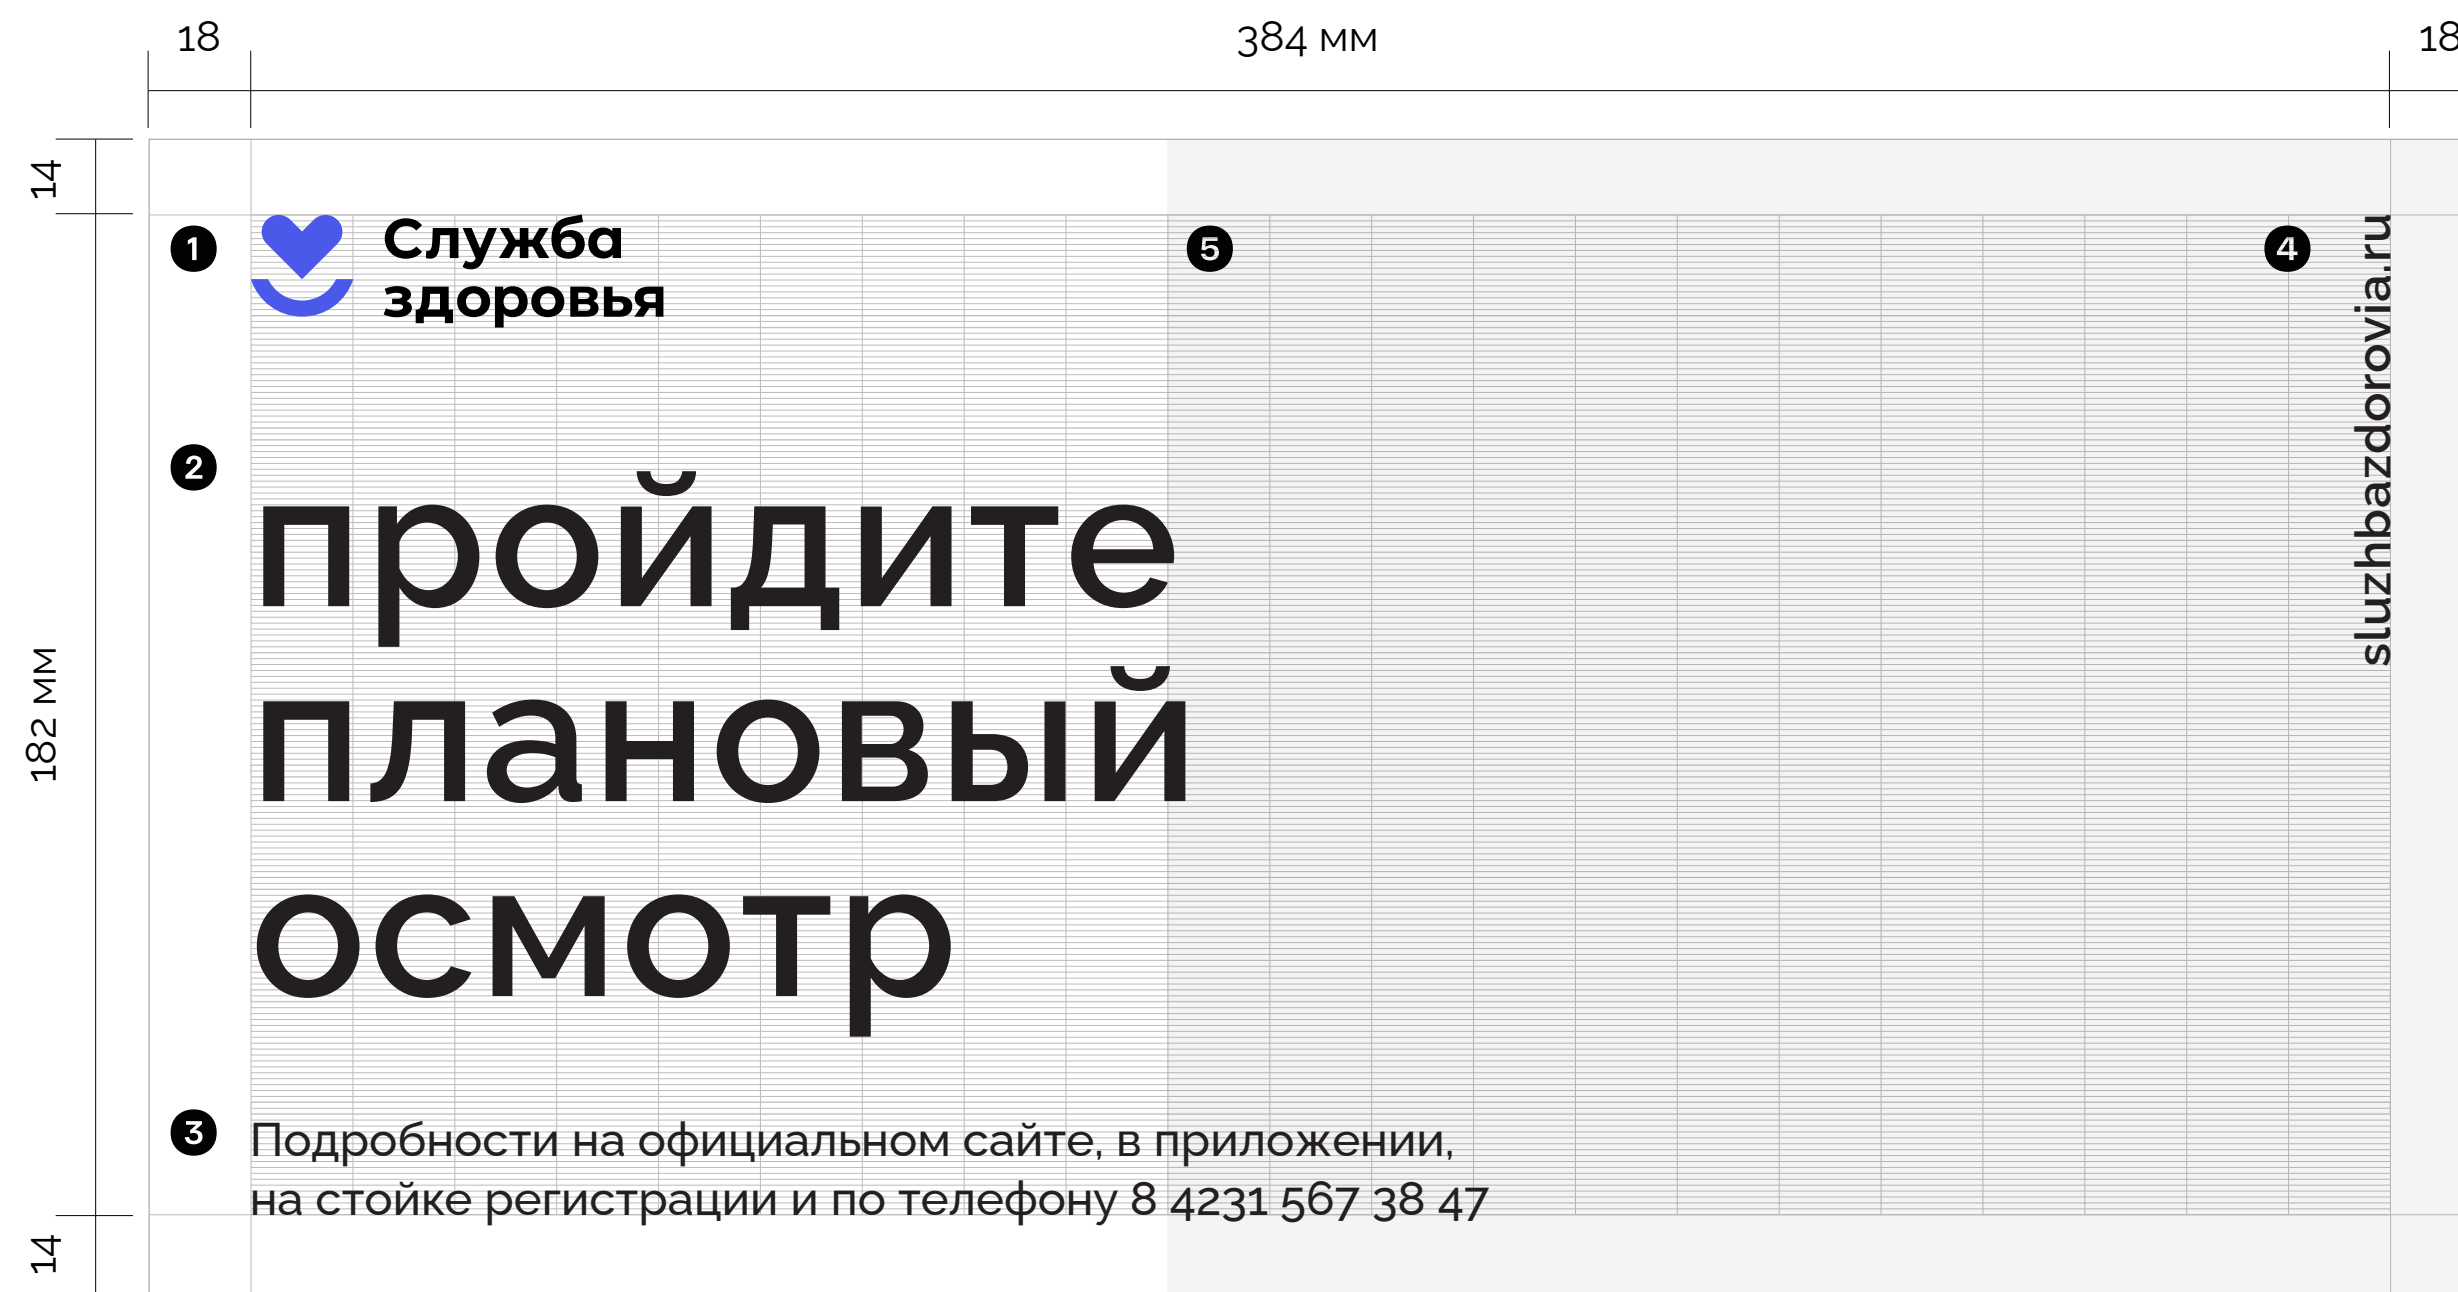 18
384 мм
18
14
1
Служба
здоровья
5
4
sluzhbazdorovia.ru
2
пройдите
плановый
осмотр
182 мм
3
Подробности на официальном сайте, в приложении,
на стойке регистрации и по телефону 8 4231 567 38 47
14